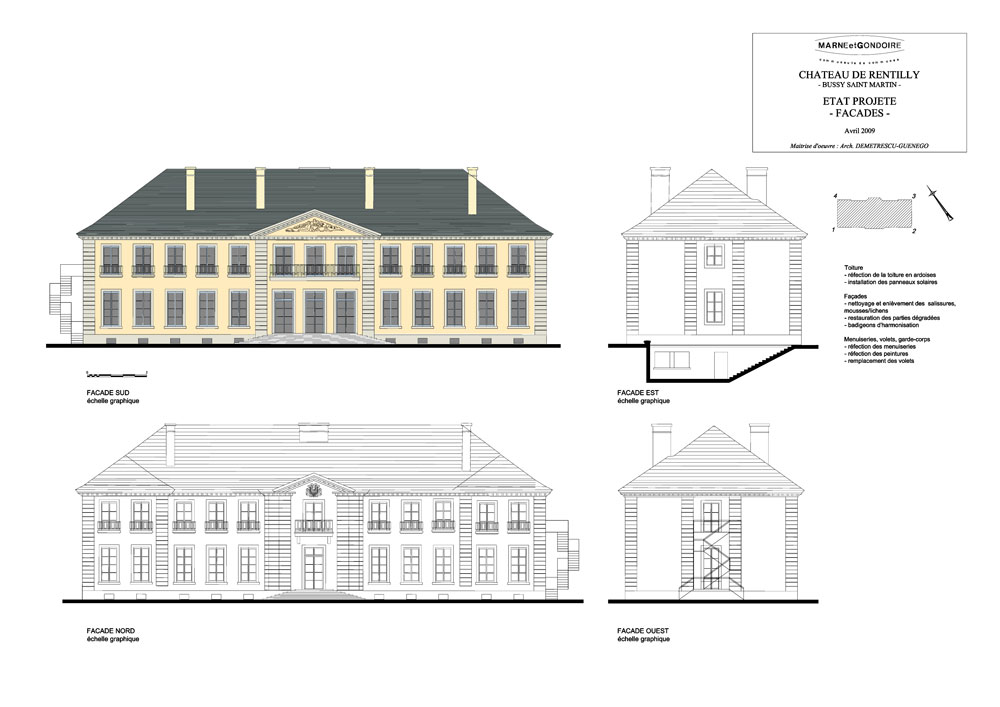 MARNEetGONDOIRE
CHATEAU DE RENTILLY
- BUSSY SAINT MARTIN -
ETAT PROJETE
- FACADES -
Avril 2009
Maitrise d'oeuvre : Arch. DEMETRESCU-GUENEGO
4
3
1
2
Toiture
- réfection de la toiture en ardoises
- installation des panneaux solaires
Façades
- nettoyage et enlèvement des salissures,
mousses/lichens
- restauration des parties dégradées
- badigeons d'harmonisation
Menuiseries, volets, garde-corps
- réfection des menuiseries
- réfection des peintures
- remplacement des volets
FACADE SUD
échelle graphique
FACADE EST
échelle graphique
FACADE NORD
échelle graphique
FACADE OUEST
échelle graphique